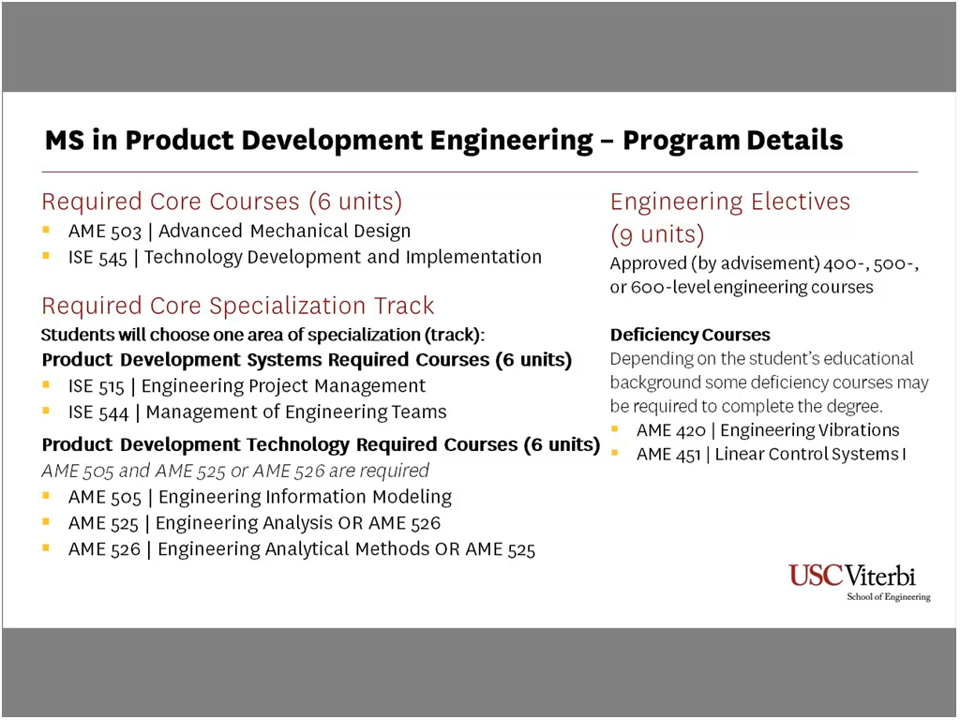 MS in Product Development Engineering – Program Details
Required Core Courses (6 units)
▪ AME 503 | Advanced Mechanical Design
▪ ISE 545 | Technology Development and Implementation
Required Core Specialization Track
Students will choose one area of specialization (track):
Product Development Systems Required Courses (6 units)
▪ ISE 515 | Engineering Project Management
▪ ISE 544 | Management of Engineering Teams
Product Development Technology Required Courses (6 units)
AME 505 and AME 525 or AME 526 are required
▪ AME 505 | Engineering Information Modeling
▪ AME 525 | Engineering Analysis OR AME 526
▪ AME 526 | Engineering Analytical Methods OR AME 525
Engineering Electives
(9 units)
Approved (by advisement) 400-, 500-,
or 600-level engineering courses
Deficiency Courses
Depending on the student's educational
background some deficiency courses may
be required to complete the degree.
▪ AME 420 | Engineering Vibrations
▪ AME 451 | Linear Control Systems I
USC Viterbi
School of Engineering